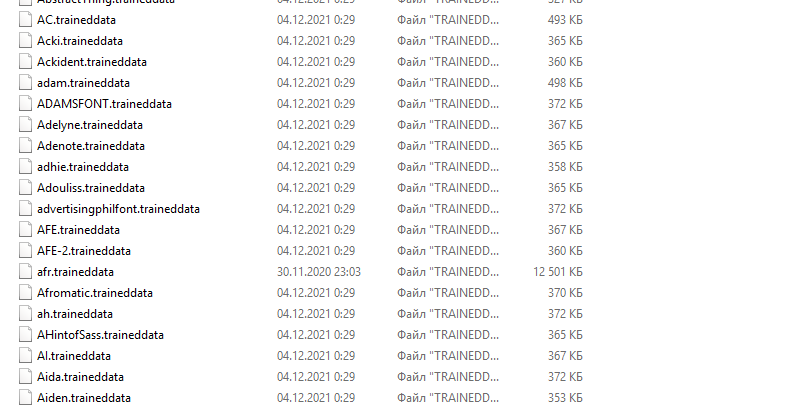 AbstractThing.traineddata 04.12.2021 0:29 Файл "TRAINEDD... 327 КБ
AC.traineddata 04.12.2021 0:29 Файл "TRAINEDD... 493 КБ
Acki.traineddata 04.12.2021 0:29 Файл "TRAINEDD... 365 КБ
Ackident.traineddata 04.12.2021 0:29 Файл "TRAINEDD... 360 КБ
adam.traineddata 04.12.2021 0:29 Файл "TRAINEDD... 498 КБ
ADAMSFONT.traineddata 04.12.2021 0:29 Файл "TRAINEDD... 372 КБ
Adelyne.traineddata 04.12.2021 0:29 Файл "TRAINEDD... 367 КБ
Adenote.traineddata 04.12.2021 0:29 Файл "TRAINEDD... 365 КБ
adhie.traineddata 04.12.2021 0:29 Файл "TRAINEDD... 358 КБ
Adouliss.traineddata 04.12.2021 0:29 Файл "TRAINEDD... 365 КБ
advertisingphilfont.traineddata 04.12.2021 0:29 Файл "TRAINEDD... 372 КБ
AFE.traineddata 04.12.2021 0:29 Файл "TRAINEDD... 367 КБ
AFE-2.traineddata 04.12.2021 0:29 Файл "TRAINEDD... 360 КБ
afr.traineddata 30.11.2020 23:03 Файл "TRAINEDD... 12 501 КБ
Afromatic.traineddata 04.12.2021 0:29 Файл "TRAINEDD... 370 КБ
ah.traineddata 04.12.2021 0:29 Файл "TRAINEDD... 372 КБ
AHintofSass.traineddata 04.12.2021 0:29 Файл "TRAINEDD... 365 КБ
AI.traineddata 04.12.2021 0:29 Файл "TRAINEDD... 367 КБ
Aida.traineddata 04.12.2021 0:29 Файл "TRAINEDD... 372 КБ
Aiden.traineddata 04.12.2021 0:29 Файл "TRAINEDD... 353 КБ